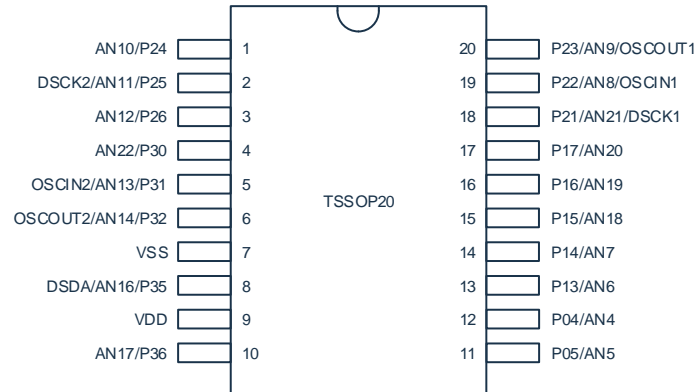 AN10/P24 1 20 P23/AN9/OSCOUT1
DSCK2/AN11/P25 2 19 P22/AN8/OSCIN1
AN12/P26 3 18 P21/AN21/DSCK1
AN22/P30 4 17 P17/AN20
OSCIN2/AN13/P31 5 16 P16/AN19
TSSOP20
OSCOUT2/AN14/P32 6 15 P15/AN18
VSS 7 14 P14/AN7
DSDA/AN16/P35 8 13 P13/AN6
VDD 9 12 P04/AN4
AN17/P36 10 11 P05/AN5